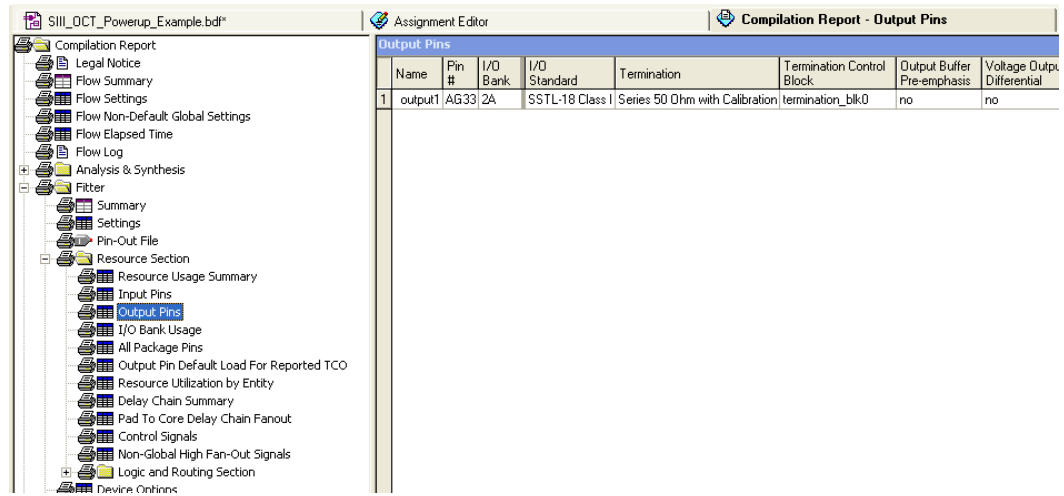 SIII_OCT_Powerup_Example.bdf*
Assignment Editor
Compilation Report - Output Pins
Compilation Report
Legal Notice
Flow Summary
Flow Settings
Flow Non-Default Global Settings
Flow Elapsed Time
Flow Log
Analysis & Synthesis
Fitter
Summary
Settings
Pin-Out File
Resource Section
Resource Usage Summary
Input Pins
Output Pins
I/O Bank Usage
All Package Pins
Output Pin Default Load For Reported TCO
Resource Utilization by Entity
Delay Chain Summary
Pad To Core Delay Chain Fanout
Control Signals
Non-Global High Fan-Out Signals
Logic and Routing Section
Device Options
Output Pins
Name
Pin
#
I/O
Bank
I/O
Standard
Termination
Termination Control
Block
Output Buffer
Pre-emphasis
Voltage Outpu
Differential
1 output1 AG33 2A SSTL-18 Class I Series 50 Ohm with Calibration termination_blk0 no no